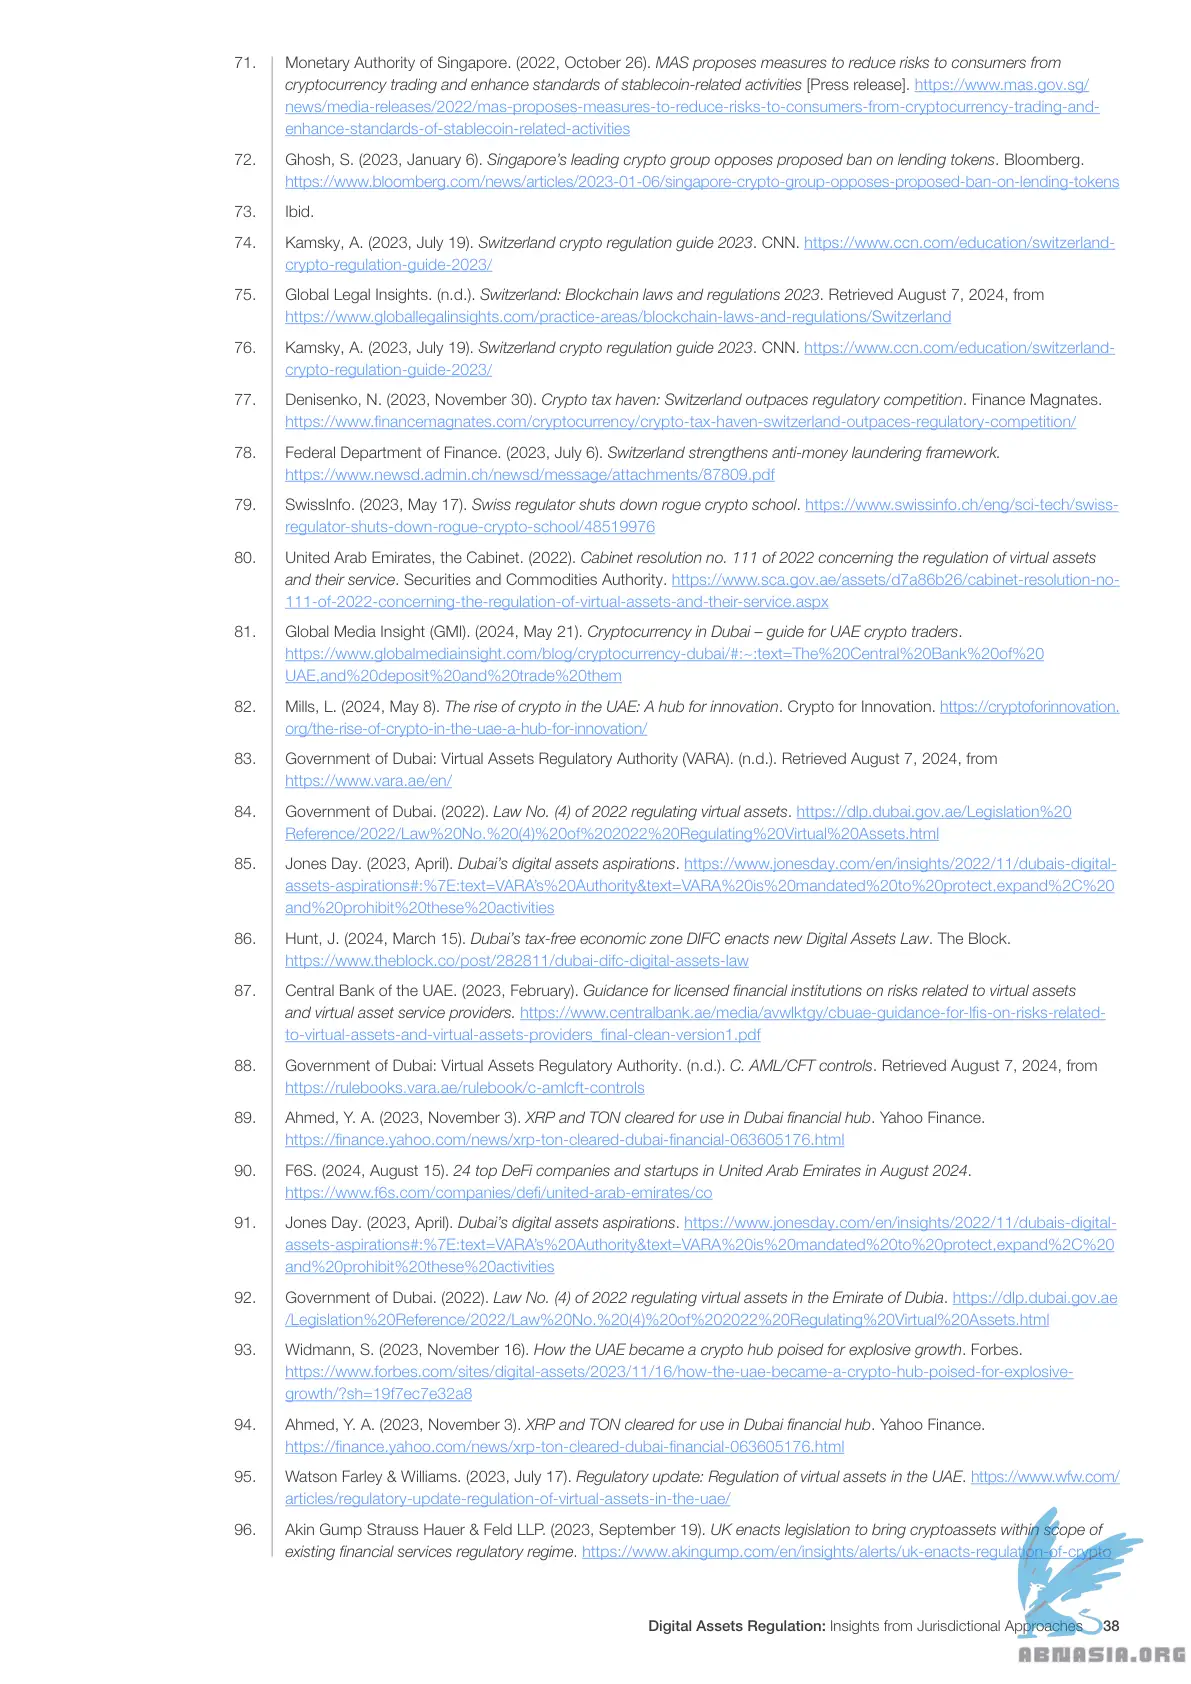 71. Monetary Authority of Singapore. (2022, October 26). MAS proposes measures to reduce risks to consumers from
cryptocurrency trading and enhance standards of stablecoin-related activities [Press release]. https://www.mas.gov.sg/
news/media-releases/2022/mas-proposes-measures-to-reduce-risks-to-consumers-from-cryptocurrency-trading-and-
enhance-standards-of-stablecoin-related-activities
72. Ghosh, S. (2023, January 6). Singapore’s leading crypto group opposes proposed ban on lending tokens. Bloomberg.
https://www.bloomberg.com/news/articles/2023-01-06/singapore-crypto-group-opposes-proposed-ban-on-lending-tokens
73. Ibid.
74. Kamsky, A. (2023, July 19). Switzerland crypto regulation guide 2023. CNN. https://www.ccn.com/education/switzerland-
crypto-regulation-guide-2023/
75. Global Legal Insights. (n.d.). Switzerland: Blockchain laws and regulations 2023. Retrieved August 7, 2024, from
https://www.globallegalinsights.com/practice-areas/blockchain-laws-and-regulations/Switzerland
76. Kamsky, A. (2023, July 19). Switzerland crypto regulation guide 2023. CNN. https://www.ccn.com/education/switzerland-
crypto-regulation-guide-2023/
77. Denisenko, N. (2023, November 30). Crypto tax haven: Switzerland outpaces regulatory competition. Finance Magnates.
https://www.financemagnates.com/cryptocurrency/crypto-tax-haven-switzerland-outpaces-regulatory-competition/
78. Federal Department of Finance. (2023, July 6). Switzerland strengthens anti-money laundering framework.
https://www.newsd.admin.ch/newsd/message/attachments/87809.pdf
79. SwissInfo. (2023, May 17). Swiss regulator shuts down rogue crypto school. https://www.swissinfo.ch/eng/sci-tech/swiss-
regulator-shuts-down-rogue-crypto-school/48519976
80. United Arab Emirates, the Cabinet. (2022). Cabinet resolution no. 111 of 2022 concerning the regulation of virtual assets
and their service. Securities and Commodities Authority. https://www.sca.gov.ae/assets/d7a86b26/cabinet-resolution-no-
111-of-2022-concerning-the-regulation-of-virtual-assets-and-their-service.aspx
81. Global Media Insight (GMI). (2024, May 21). Cryptocurrency in Dubai – guide for UAE crypto traders.
https://www.globalmediainsight.com/blog/cryptocurrency-dubai/#:~:text=The%20Central%20Bank%20of%20
UAE,and%20deposit%20and%20trade%20them
82. Mills, L. (2024, May 8). The rise of crypto in the UAE: A hub for innovation. Crypto for Innovation. https://cryptoforinnovation.
org/the-rise-of-crypto-in-the-uae-a-hub-for-innovation/
83. Government of Dubai: Virtual Assets Regulatory Authority (VARA). (n.d.). Retrieved August 7, 2024, from
https://www.vara.ae/en/
84. Government of Dubai. (2022). Law No. (4) of 2022 regulating virtual assets. https://dlp.dubai.gov.ae/Legislation%20
Reference/2022/Law%20No.%20(4)%20of%202022%20Regulating%20Virtual%20Assets.html
85. Jones Day. (2023, April). Dubai’s digital assets aspirations. https://www.jonesday.com/en/insights/2022/11/dubais-digital-
assets-aspirations#:%7E:text=VARA’s%20Authority&text=VARA%20is%20mandated%20to%20protect,expand%2C%20
and%20prohibit%20these%20activities
86. Hunt, J. (2024, March 15). Dubai’s tax-free economic zone DIFC enacts new Digital Assets Law. The Block.
https://www.theblock.co/post/282811/dubai-difc-digital-assets-law
87. Central Bank of the UAE. (2023, February). Guidance for licensed financial institutions on risks related to virtual assets
and virtual asset service providers. https://www.centralbank.ae/media/avwlktgy/cbuae-guidance-for-lfis-on-risks-related-
to-virtual-assets-and-virtual-assets-providers_final-clean-version1.pdf
88. Government of Dubai: Virtual Assets Regulatory Authority. (n.d.). C. AML/CFT controls. Retrieved August 7, 2024, from
https://rulebooks.vara.ae/rulebook/c-amlcft-controls
89. Ahmed, Y. A. (2023, November 3). XRP and TON cleared for use in Dubai financial hub. Yahoo Finance.
https://finance.yahoo.com/news/xrp-ton-cleared-dubai-financial-063605176.html
90. F6S. (2024, August 15). 24 top DeFi companies and startups in United Arab Emirates in August 2024.
https://www.f6s.com/companies/defi/united-arab-emirates/co
91. Jones Day. (2023, April). Dubai’s digital assets aspirations. https://www.jonesday.com/en/insights/2022/11/dubais-digital-
assets-aspirations#:%7E:text=VARA’s%20Authority&text=VARA%20is%20mandated%20to%20protect,expand%2C%20
and%20prohibit%20these%20activities
92. Government of Dubai. (2022). Law No. (4) of 2022 regulating virtual assets in the Emirate of Dubia. https://dlp.dubai.gov.ae
/Legislation%20Reference/2022/Law%20No.%20(4)%20of%202022%20Regulating%20Virtual%20Assets.html
93. Widmann, S. (2023, November 16). How the UAE became a crypto hub poised for explosive growth. Forbes.
https://www.forbes.com/sites/digital-assets/2023/11/16/how-the-uae-became-a-crypto-hub-poised-for-explosive-
growth/?sh=19f7ec7e32a8
94. Ahmed, Y. A. (2023, November 3). XRP and TON cleared for use in Dubai financial hub. Yahoo Finance.
https://finance.yahoo.com/news/xrp-ton-cleared-dubai-financial-063605176.html
95. Watson Farley & Williams. (2023, July 17). Regulatory update: Regulation of virtual assets in the UAE. https://www.wfw.com/
articles/regulatory-update-regulation-of-virtual-assets-in-the-uae/
96. Akin Gump Strauss Hauer & Feld LLP. (2023, September 19). UK enacts legislation to bring cryptoassets within scope of
existing financial services regulatory regime. https://www.akingump.com/en/insights/alerts/uk-enacts-regulation-of-crypto
Digital Assets Regulation: Insights from Jurisdictional Approaches 38
ABNASIA.ORG